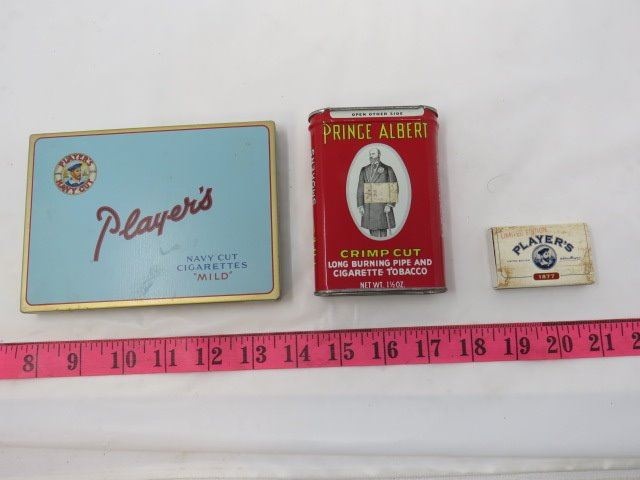 PLAYER'S
NAVY CUT
Player's
NAVY CUT
CIGARETTES
"MILD"
OPEN OTHER SIDE
PRINCE ALBERT
CRIMP CUT
LONG BURNING PIPE AND
CIGARETTE TOBACCO
NET WT. 1½ OZ.
LIMITED EDITION
PLAYER'S
1877
8 9 10 11 12 13 14 15 16 17 18 19 20 21